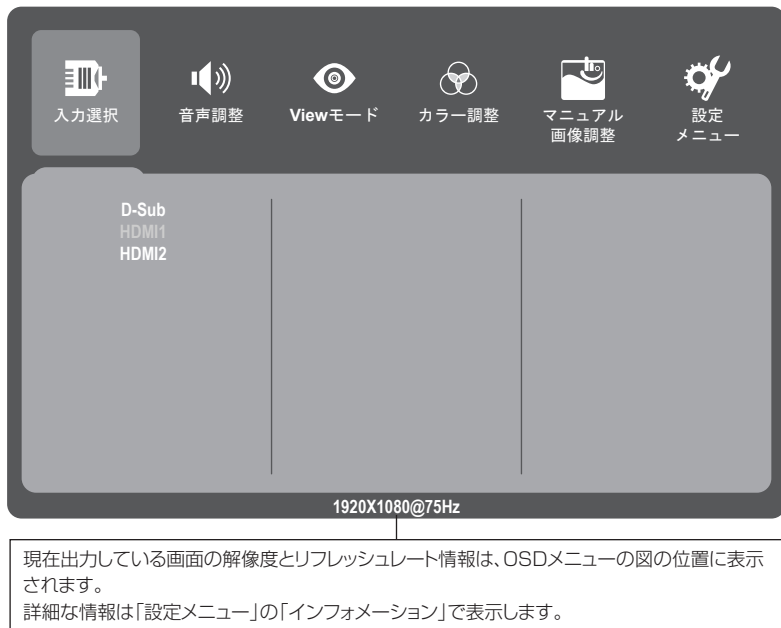 入力選択
音声調整
Viewモード
カラー調整
マニュアル
画像調整
設定
メニュー
D-Sub
HDMI1
HDMI2
1920X1080@75Hz
現在出力している画面の解像度とリフレッシュレート情報は、OSDメニューの図の位置に表示
されます。
詳細な情報は「設定メニュー」の「インフォメーション」で表示します。